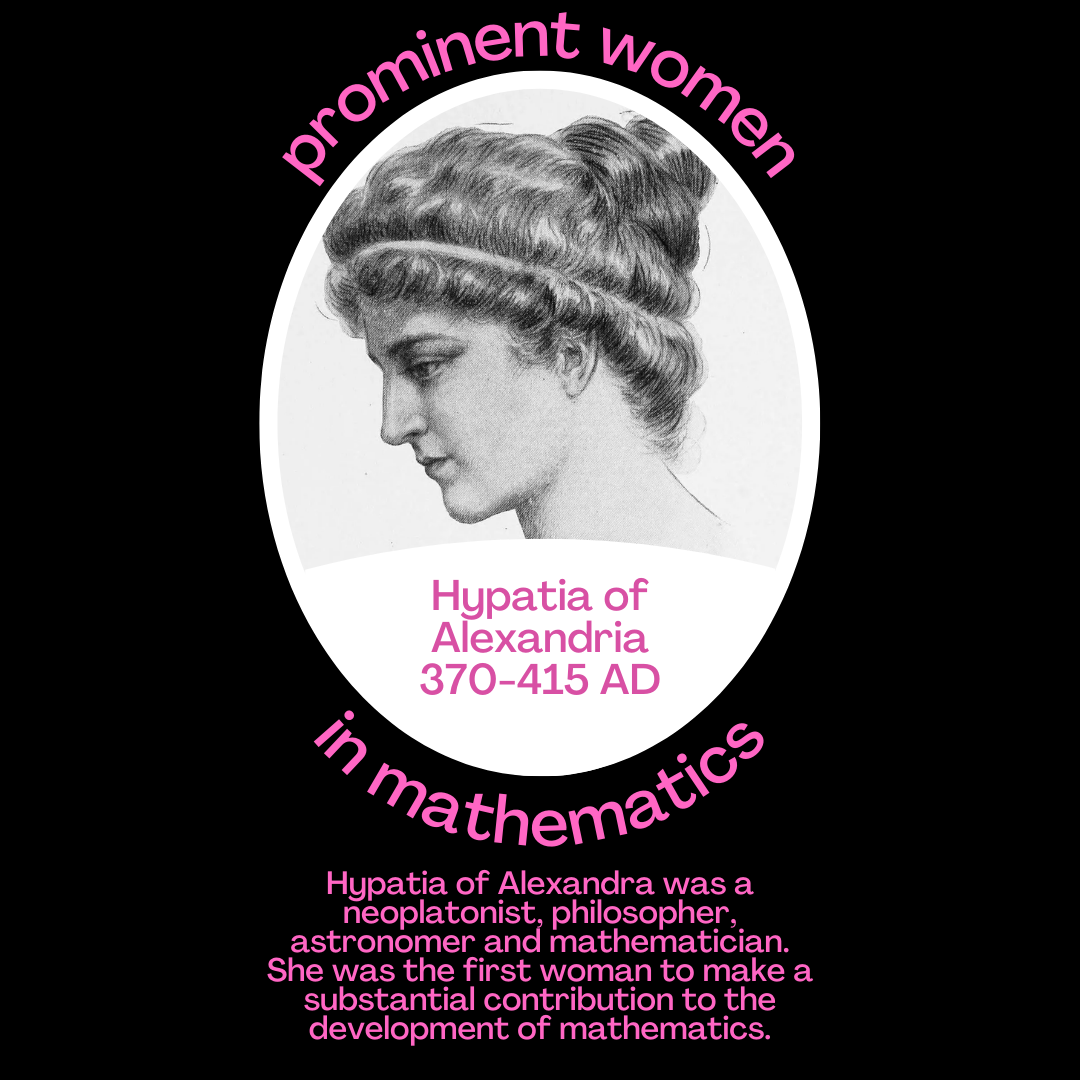 prominent women
Hypatia of
Alexandria
370-415 AD
in mathematics
Hypatia of Alexandra was a
neoplatonist, philosopher,
astronomer and mathematician.
She was the first woman to make a
substantial contribution to the
development of mathematics.